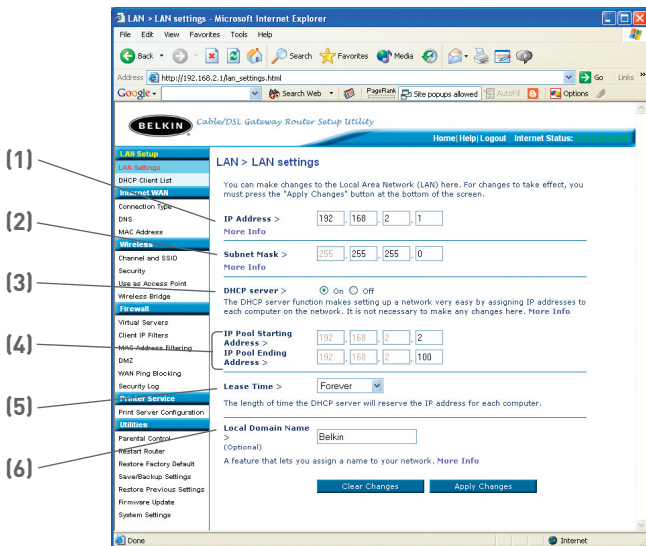 LAN > LAN settings - Microsoft Internet Explorer
File Edit View Favorites Tools Help
Back Search Favorites Media
Address http://192.168.2.1/lan_settings.html Go Links »
Google Search Web PageRank Site popups allowed AutoFill Options
BELKIN Cable/DSL Gateway Router Setup Utility
Home|Help|Logout Internet Status:
LAN Setup
LAN Settings
DHCP Client List
Internet WAN
Connection Type
DNS
MAC Address
Wireless
Channel and SSID
Security
Use as Access Point
Wireless Bridge
Firewall
Virtual Servers
Client IP Filters
MAC Address Filtering
DMZ
WAN Ping Blocking
Security Log
Printer Service
Print Server Configuration
Utilities
Parental Control
Restart Router
Restore Factory Default
Save/Backup Settings
Restore Previous Settings
Firmware Update
System Settings
LAN > LAN settings
You can make changes to the Local Area Network (LAN) here. For changes to take effect, you
must press the "Apply Changes" button at the bottom of the screen.
(1)
IP Address > 192 . 168 . 2 . 1
More Info
(2)
Subnet Mask > 255 . 255 . 255 . 0
More Info
(3)
DHCP server > On Off
The DHCP server function makes setting up a network very easy by assigning IP addresses to
each computer on the network. It is not necessary to make any changes here. More Info
(4)
IP Pool Starting
Address > 192 . 168 . 2 . 2
IP Pool Ending
Address > 192 . 168 . 2 . 100
(5)
Lease Time > Forever
The length of time the DHCP server will reserve the IP address for each computer.
(6)
Local Domain Name
> Belkin
(Optional)
A feature that lets you assign a name to your network. More Info
Clear Changes Apply Changes
Done Internet